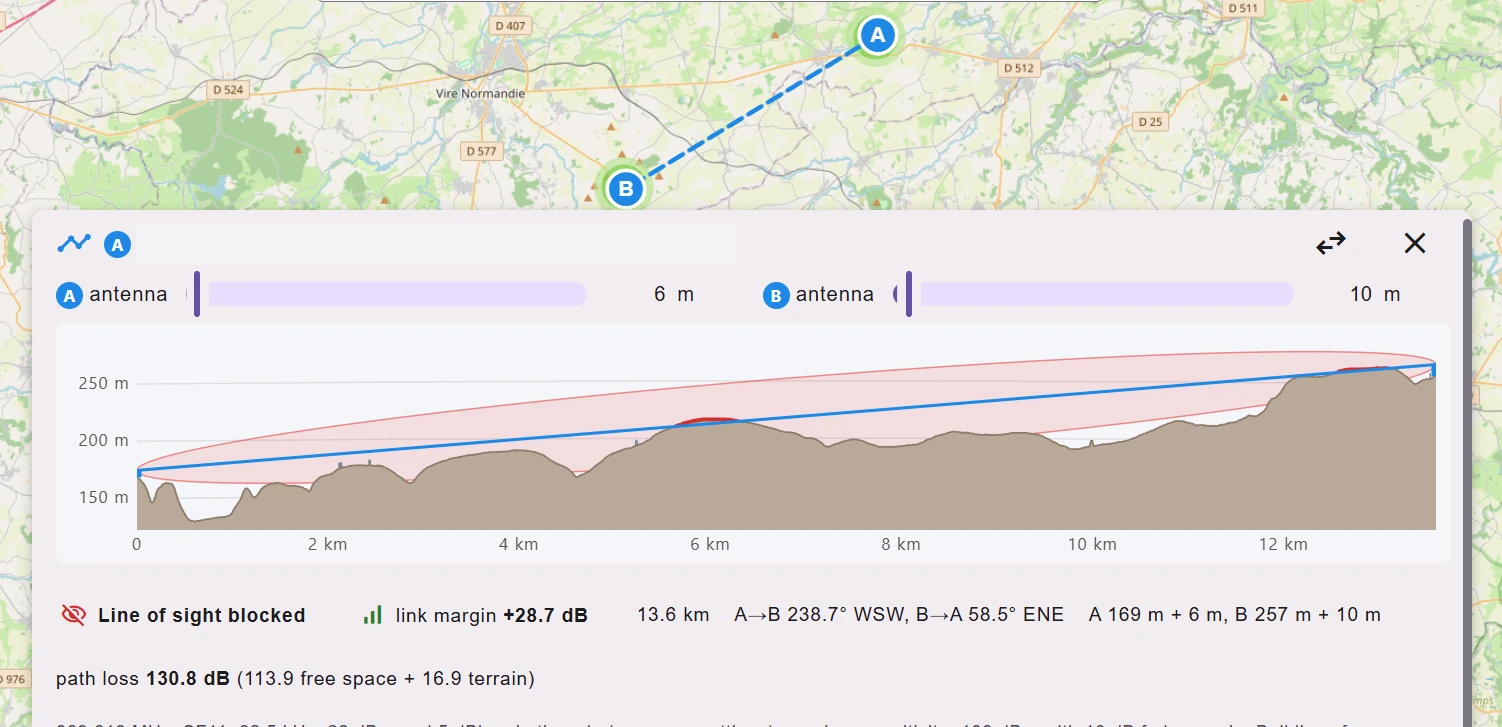 D 511
D 407
A
D 512
D 524
Vire Normandie
D 25
D 577
B
A
A antenna 6 m B antenna 10 m
250 m
200 m
150 m
0 2 km 4 km 6 km 8 km 10 km 12 km
Line of sight blocked link margin +28.7 dB 13.6 km A→B 238.7° WSW, B→A 58.5° ENE A 169 m + 6 m, B 257 m + 10 m
path loss 130.8 dB (113.9 free space + 16.9 terrain)
D 976